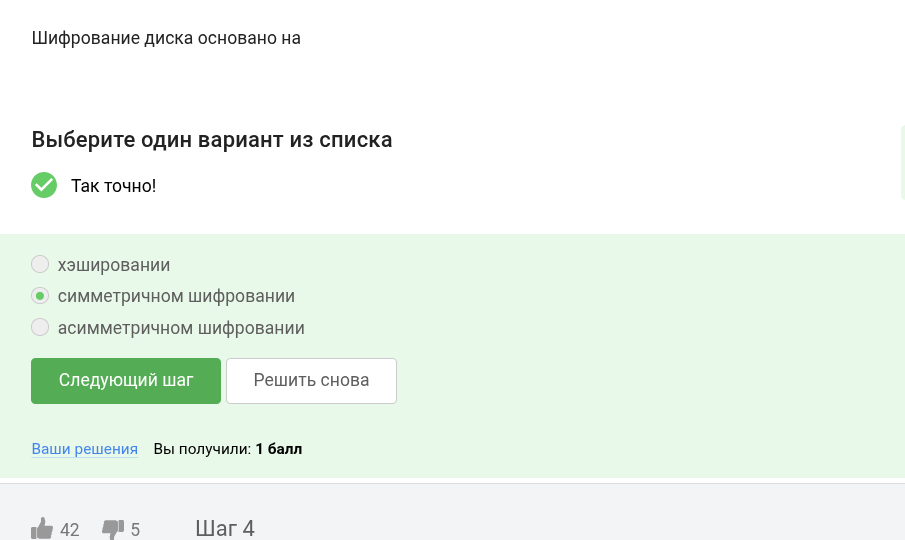 Шифрование диска основано на
Выберите один вариант из списка
Так точно!
хэшировании
симметричном шифровании
асимметричном шифровании
Следующий шаг Решить снова
Ваши решения Вы получили: 1 балл
42 5 Шаг 4